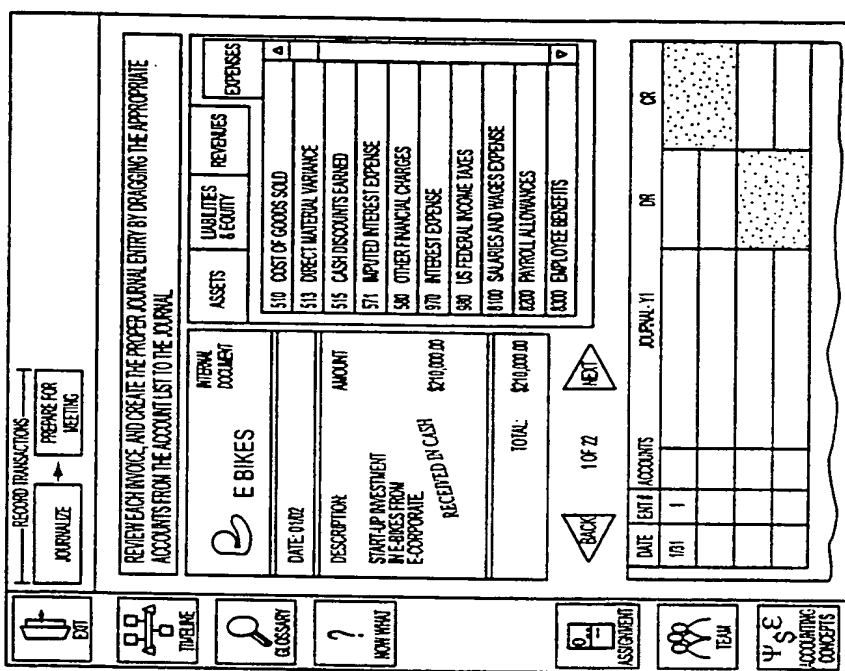 RECORD TRANSACTIONS
JOURNALIZE
PREPARE FOR
MEETING
EXIT
TIMELINE
GLOSSARY
?
NOW WHAT
ASSIGNMENT
TEAM
ACCOUNTING
CONCEPTS
REVIEW EACH INVOICE, AND CREATE THE PROPER JOURNAL ENTRY BY DRAGGING THE APPROPRIATE
ACCOUNTS FROM THE ACCOUNT LIST TO THE JOURNAL
E BIKES
INTERNAL
DOCUMENT
DATE: 01/02
DESCRIPTION: AMOUNT
START-UP INVESTMENT
IN E-BIKES FROM
E-CORPORATE. $210,000.00
RECEIVED IN CASH
TOTAL: $210,000.00
BACK
1 OF 22
NEXT
ASSETS
LIABILITIES
& EQUITY
REVENUES
EXPENSES
510 COST OF GOODS SOLD
513 DIRECT MATERIAL VARIANCE
515 CASH DISCOUNTS EARNED
571 IMPVTED INTEREST EXPENSE
580 OTHER FINANCIAL CHARGES
970 INTEREST EXPENSE
980 US FEDERAL INCOME TAXES
8100 SALARIES AND WAGES EXPENSE
8200 PAYROLL ALLOWANCES
8300 EMPLOYEE BENEFITS
DATE ENT # ACCOUNTS JOURNAL-Y1 DR CR
1/31 1